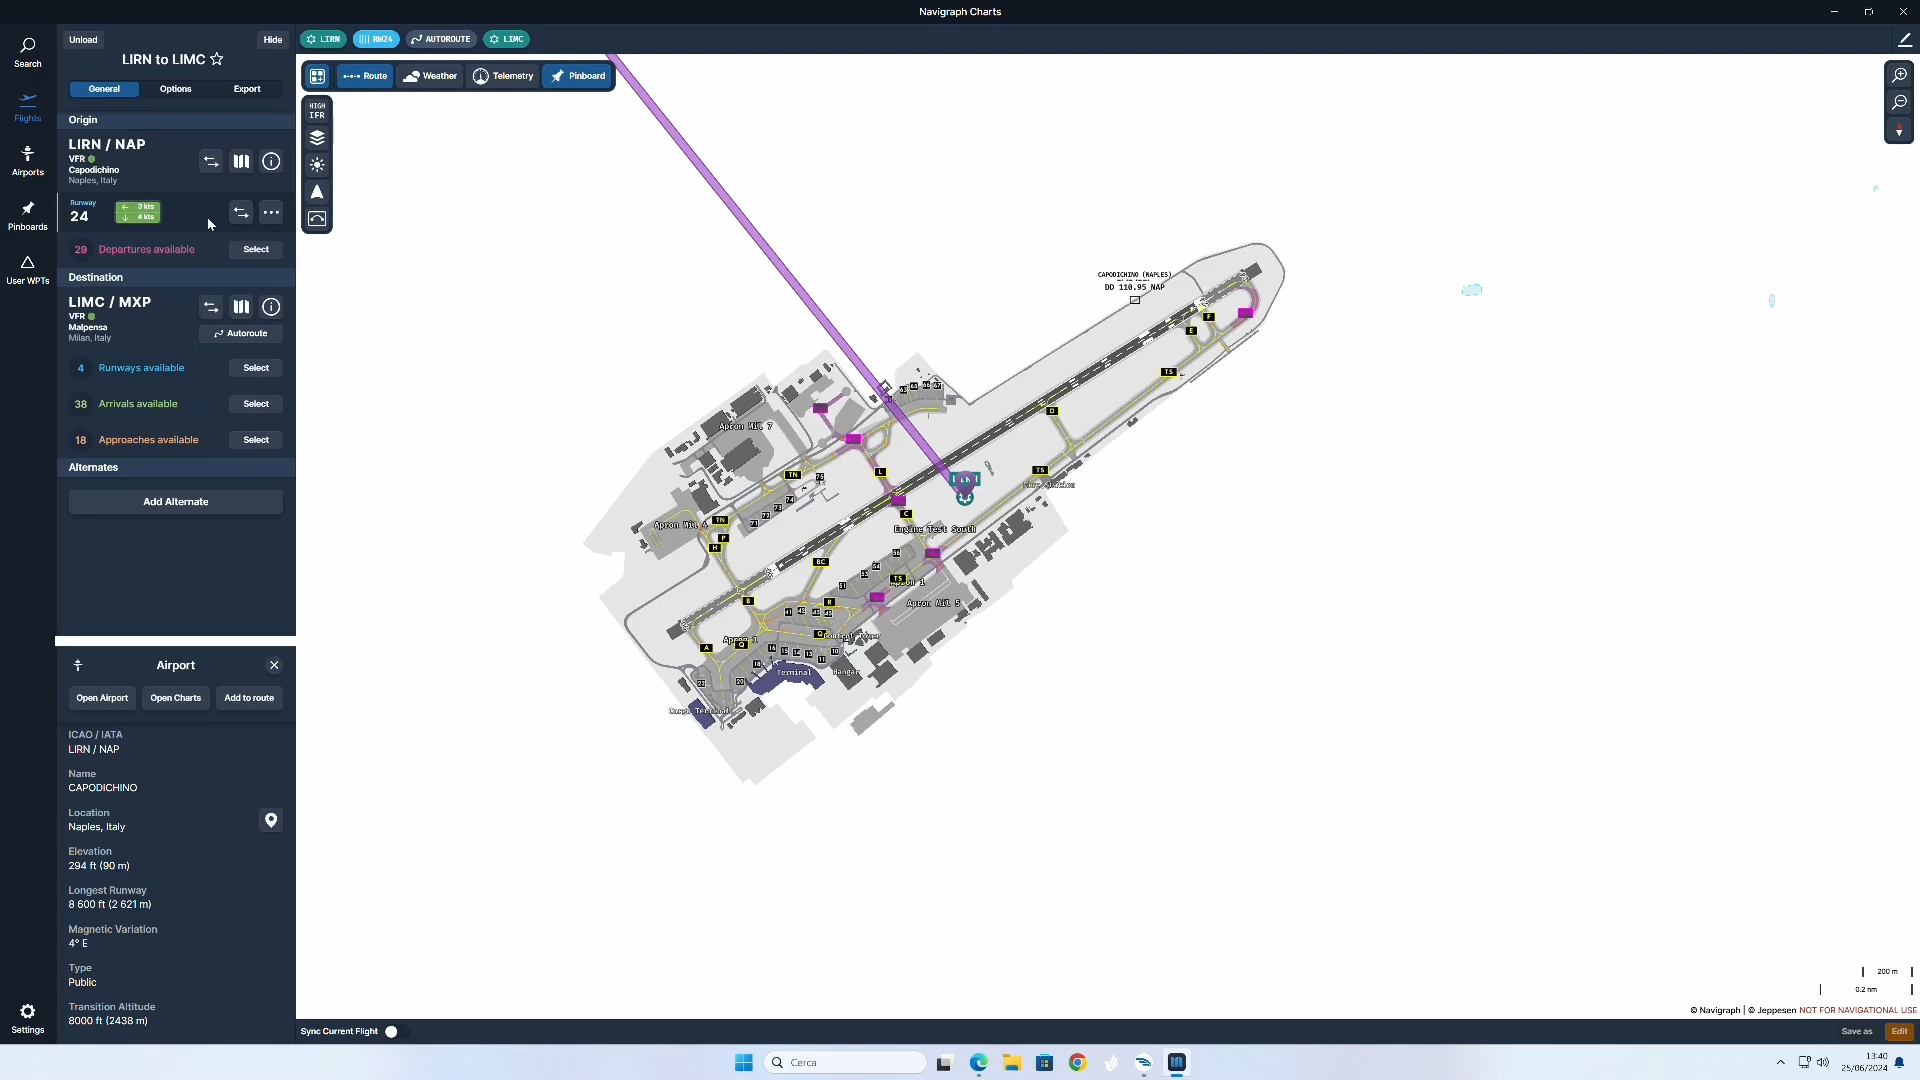 Navigraph Charts
Search
Flights
Airports
Pinboards
User WPTs
Settings
Unload
Hide
LIRN to LIMC
General
Options
Export
Origin
LIRN / NAP
VFR
Capodichino
Naples, Italy
Runway
24
3 kts
4 kts
29 Departures available
Select
Destination
LIMC / MXP
VFR
Malpensa
Milan, Italy
Autoroute
4 Runways available
Select
38 Arrivals available
Select
18 Approaches available
Select
Alternates
Add Alternate
Airport
Open Airport
Open Charts
Add to route
ICAO / IATA
LIRN / NAP
Name
CAPODICHINO
Location
Naples, Italy
Elevation
294 ft (90 m)
Longest Runway
8 600 ft (2 621 m)
Magnetic Variation
4° E
Type
Public
Transition Altitude
8000 ft (2438 m)
LIRN
RW24
AUTOROUTE
LIMC
Route
Weather
Telemetry
Pinboard
HIGH
IFR
CAPODICHINO (NAPLES)
DD 110.95 NAP
F
E
TS
D
Apron Mil 7
TN
L
TS
C
Engine Test South
TN
P
H
BC
TS
Apron Mil 5
B
R
Q
A
Q
Terminal
Hangar
200 m
0.2 nm
© Navigraph | © Jeppesen NOT FOR NAVIGATIONAL USE
Sync Current Flight
Save as
Edit
Cerca
13:40
25/06/2024